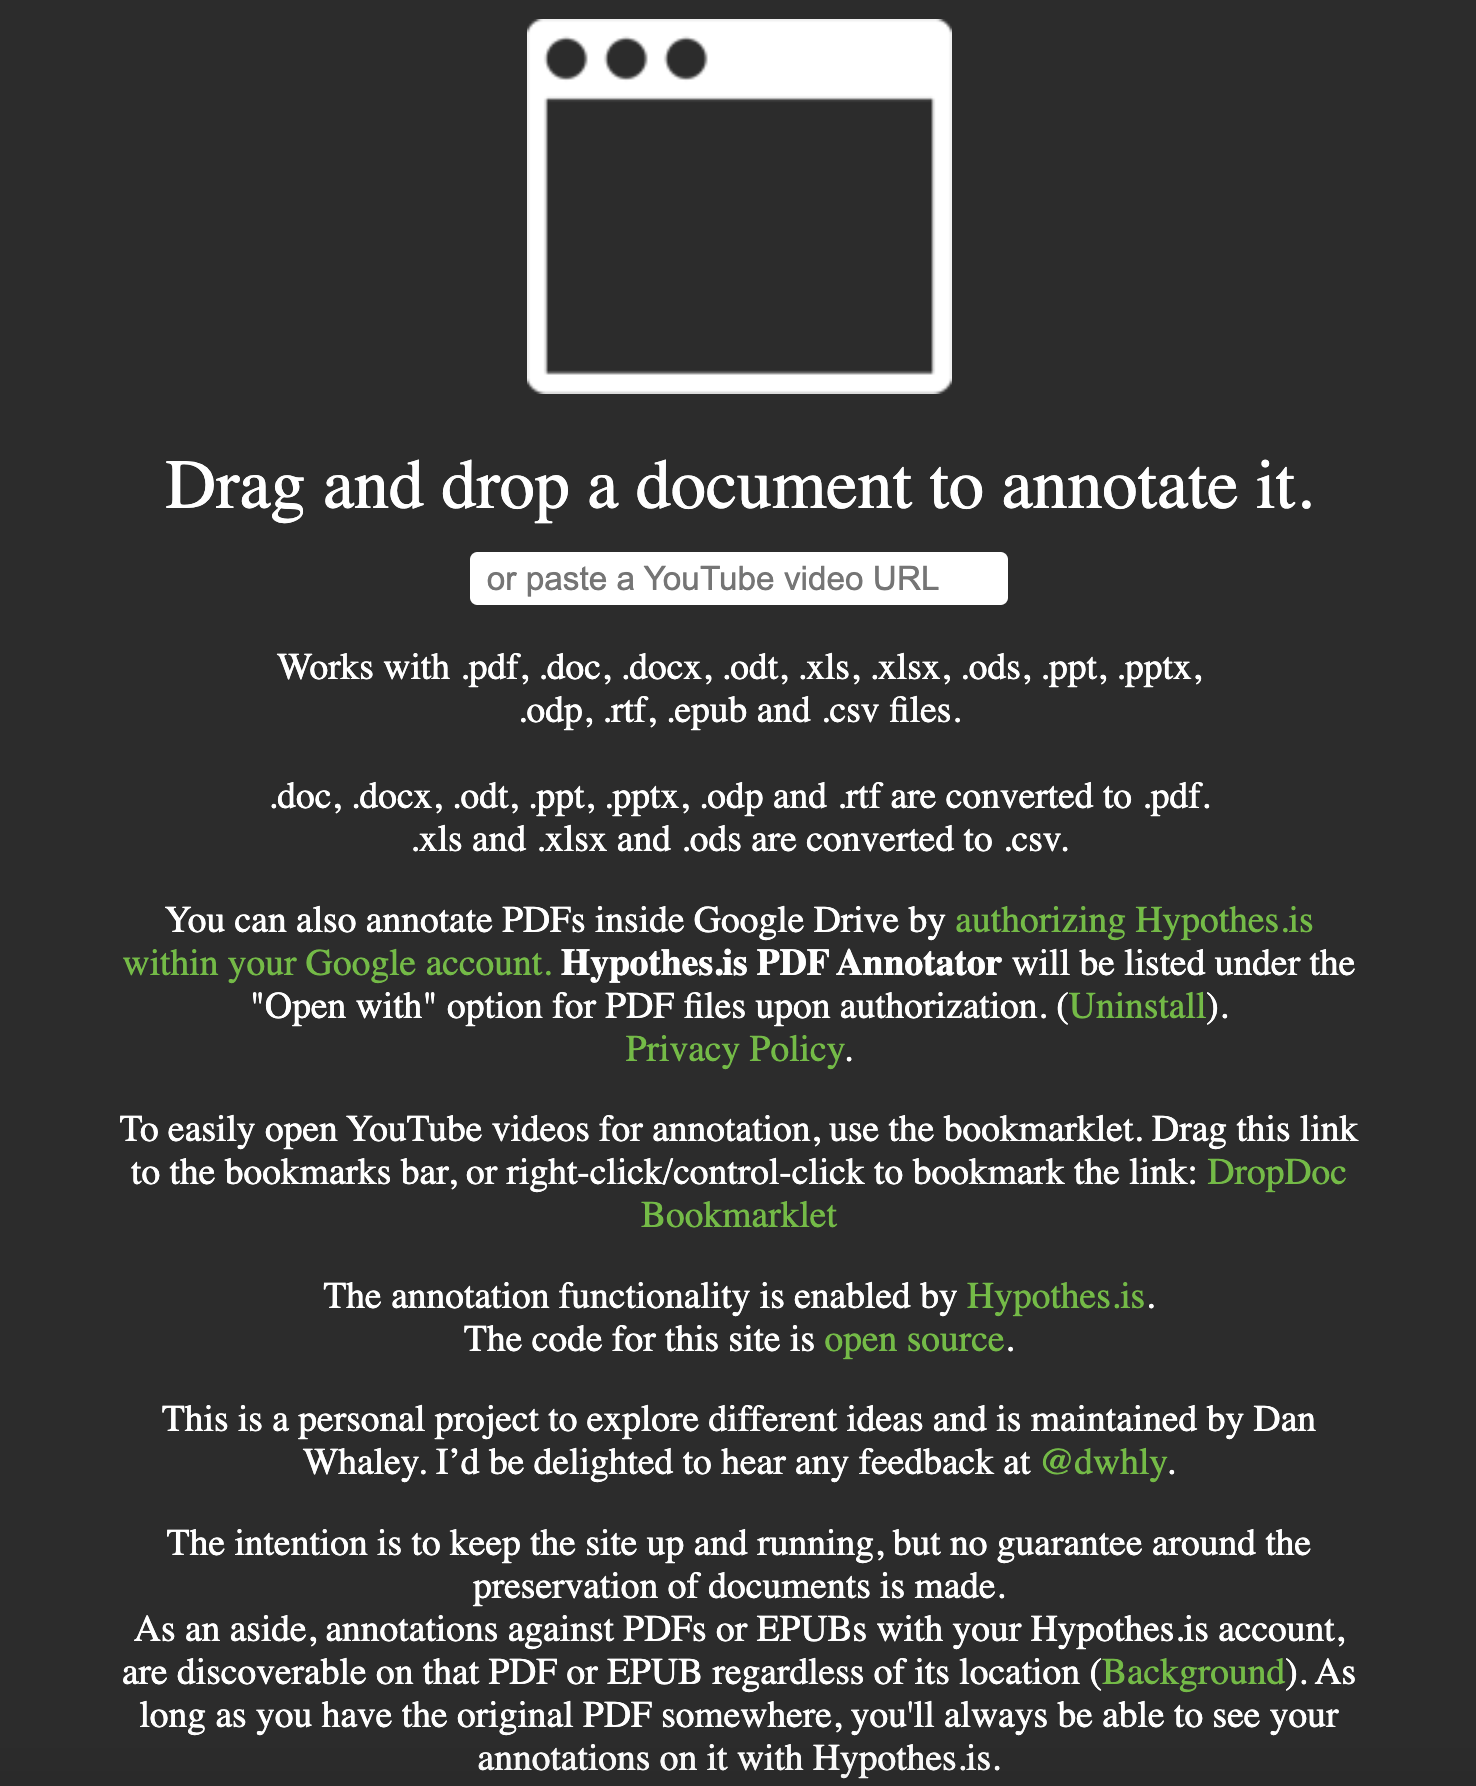 Drag and drop a document to annotate it.
or paste a YouTube video URL
Works with .pdf, .doc, .docx, .odt, .xls, .xlsx, .ods, .ppt, .pptx,
.odp, .rtf, .epub and .csv files.
.doc, .docx, .odt, .ppt, .pptx, .odp and .rtf are converted to .pdf.
.xls and .xlsx and .ods are converted to .csv.
You can also annotate PDFs inside Google Drive by authorizing Hypothes.is
within your Google account. Hypothes.is PDF Annotator will be listed under the
"Open with" option for PDF files upon authorization. (Uninstall).
Privacy Policy.
To easily open YouTube videos for annotation, use the bookmarklet. Drag this link
to the bookmarks bar, or right-click/control-click to bookmark the link: DropDoc
Bookmarklet
The annotation functionality is enabled by Hypothes.is.
The code for this site is open source.
This is a personal project to explore different ideas and is maintained by Dan
Whaley. I’d be delighted to hear any feedback at @dwhly.
The intention is to keep the site up and running, but no guarantee around the
preservation of documents is made.
As an aside, annotations against PDFs or EPUBs with your Hypothes.is account,
are discoverable on that PDF or EPUB regardless of its location (Background). As
long as you have the original PDF somewhere, you'll always be able to see your
annotations on it with Hypothes.is.